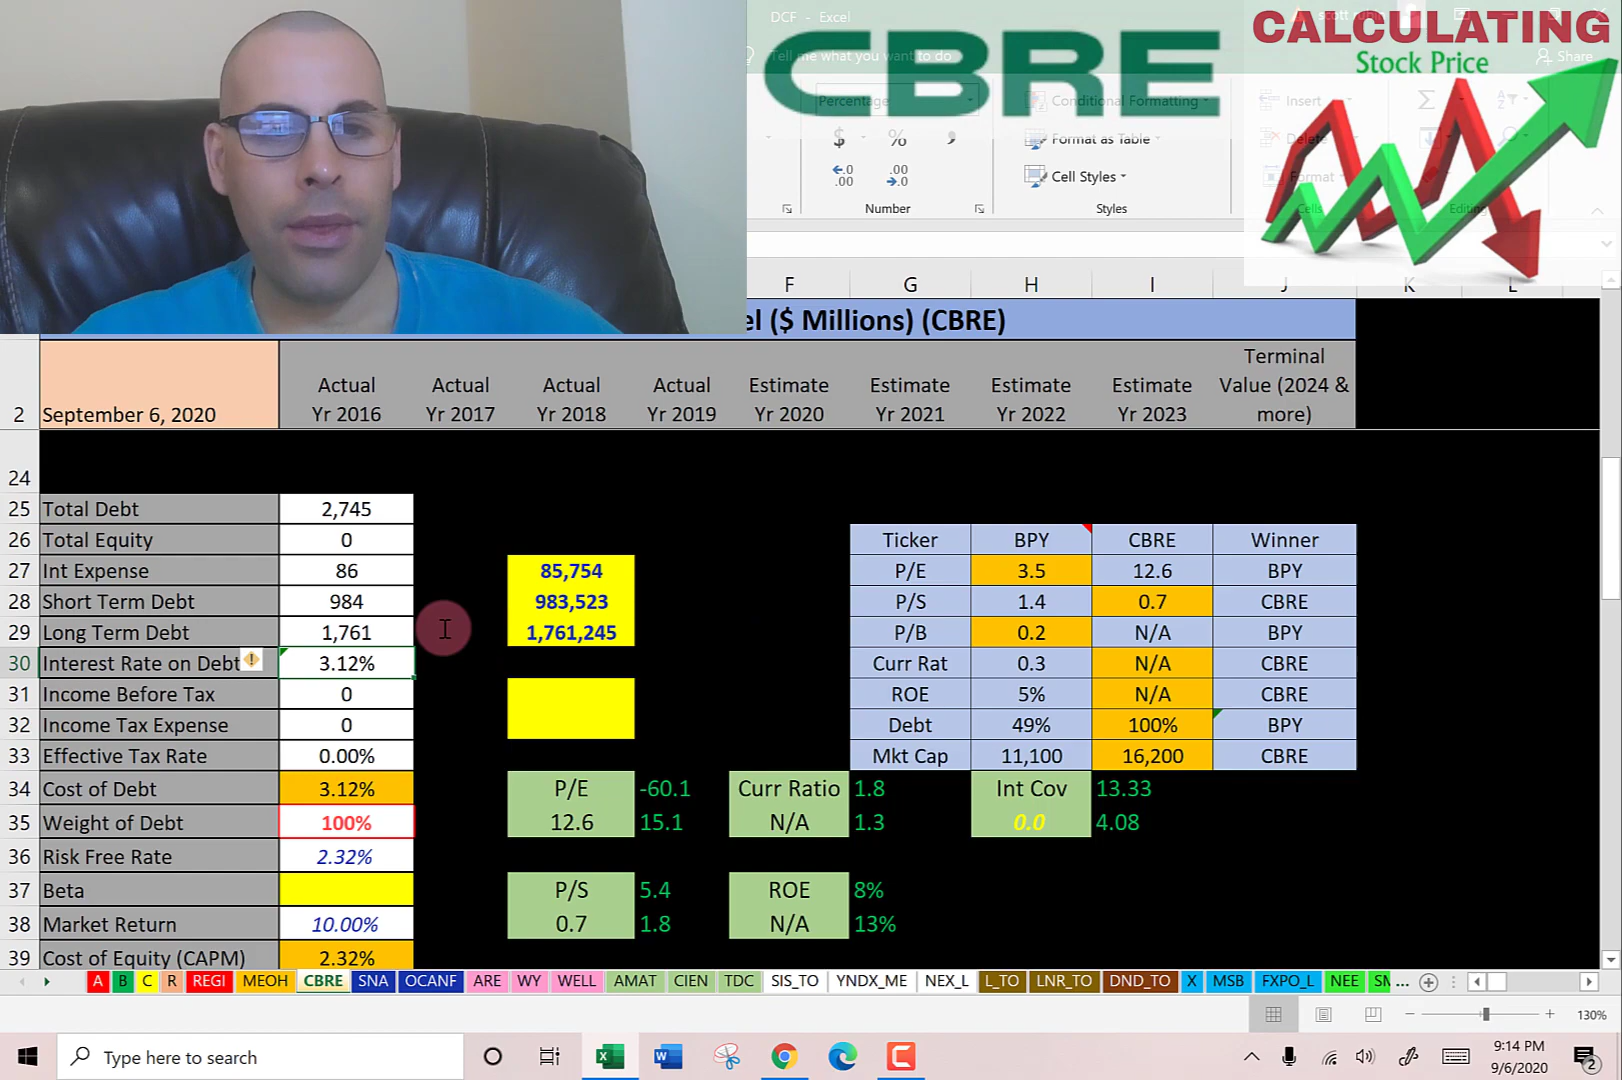 DCF - Excel
scott rubin
CALCULATING
Stock Price
CBRE
Tell me what you want to do
Share
Percentage
Conditional Formatting
Insert
$ % ,
Format as Table
Delete
←.0 .00
.00 →.0
Cell Styles
Format
Number
Styles
Cells
Editing
F G H I J K L
el ($ Millions) (CBRE)
2 September 6, 2020 Actual Yr 2016 Actual Yr 2017 Actual Yr 2018 Actual Yr 2019 Estimate Yr 2020 Estimate Yr 2021 Estimate Yr 2022 Estimate Yr 2023 Terminal Value (2024 & more)
24
25 Total Debt 2,745
26 Total Equity 0 Ticker BPY CBRE Winner
27 Int Expense 86 85,754 P/E 3.5 12.6 BPY
28 Short Term Debt 984 983,523 P/S 1.4 0.7 CBRE
29 Long Term Debt 1,761 1,761,245 P/B 0.2 N/A BPY
30 Interest Rate on Debt 3.12% Curr Rat 0.3 N/A CBRE
31 Income Before Tax 0 ROE 5% N/A CBRE
32 Income Tax Expense 0 Debt 49% 100% BPY
33 Effective Tax Rate 0.00% Mkt Cap 11,100 16,200 CBRE
34 Cost of Debt 3.12% P/E -60.1 Curr Ratio 1.8 Int Cov 13.33
35 Weight of Debt 100% 12.6 15.1 N/A 1.3 0.0 4.08
36 Risk Free Rate 2.32%
37 Beta P/S 5.4 ROE 8%
38 Market Return 10.00% 0.7 1.8 N/A 13%
39 Cost of Equity (CAPM) 2.32%
A B C R REGI MEOH CBRE SNA OCANF ARE WY WELL AMAT CIEN TDC SIS_TO YNDX_ME NEX_L L_TO LNR_TO DND_TO X MSB FXPO_L NEE SM ...
130%
Type here to search
9:14 PM
9/6/2020
2